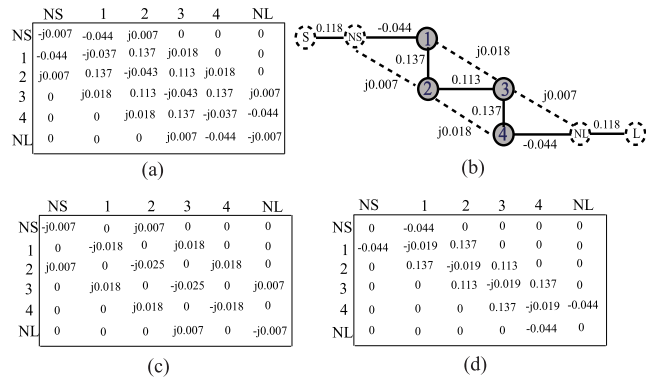 NS 1 2 3 4 NL
NS -j0.007 -0.044 j0.007 0 0 0
1 -0.044 -j0.037 0.137 j0.018 0 0
2 j0.007 0.137 -j0.043 0.113 j0.018 0
3 0 j0.018 0.113 -j0.043 0.137 j0.007
4 0 0 j0.018 0.137 -j0.037 -0.044
NL 0 0 0 j0.007 -0.044 -j0.007
(a)
S 0.118 NS -0.044 1
j0.018
0.137
j0.007 2 0.113 3 j0.007
0.137
j0.018 4 -0.044 NL 0.118 L
(b)
NS 1 2 3 4 NL
NS -j0.007 0 j0.007 0 0 0
1 0 -j0.018 0 j0.018 0 0
2 j0.007 0 -j0.025 0 j0.018 0
3 0 j0.018 0 -j0.025 0 j0.007
4 0 0 j0.018 0 -j0.018 0
NL 0 0 0 j0.007 0 -j0.007
(c)
NS 1 2 3 4 NL
NS 0 -0.044 0 0 0 0
1 -0.044 -j0.019 0.137 0 0 0
2 0 0.137 -j0.019 0.113 0 0
3 0 0 0.113 -j0.019 0.137 0
4 0 0 0 0.137 -j0.019 -0.044
NL 0 0 0 0 -0.044 0
(d)